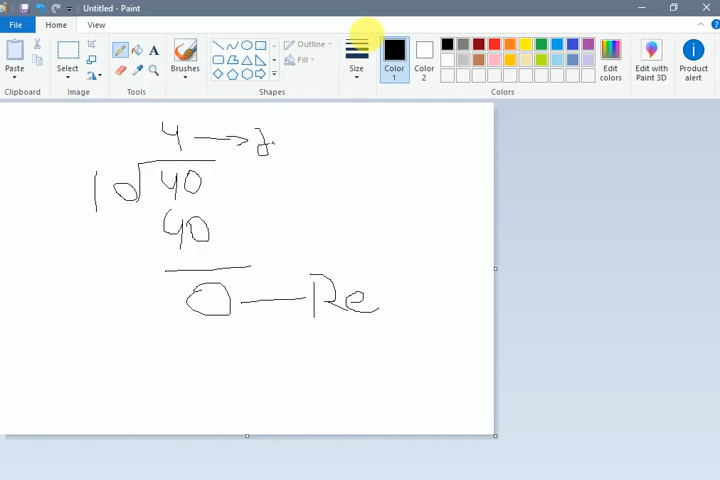 Untitled - Paint
File Home View
Paste
Select
Brushes
Outline
Fill
Size
Color 1
Color 2
Edit colors
Edit with Paint 3D
Product alert
Clipboard Image Tools Shapes Colors
4
10 40
40
0 Re